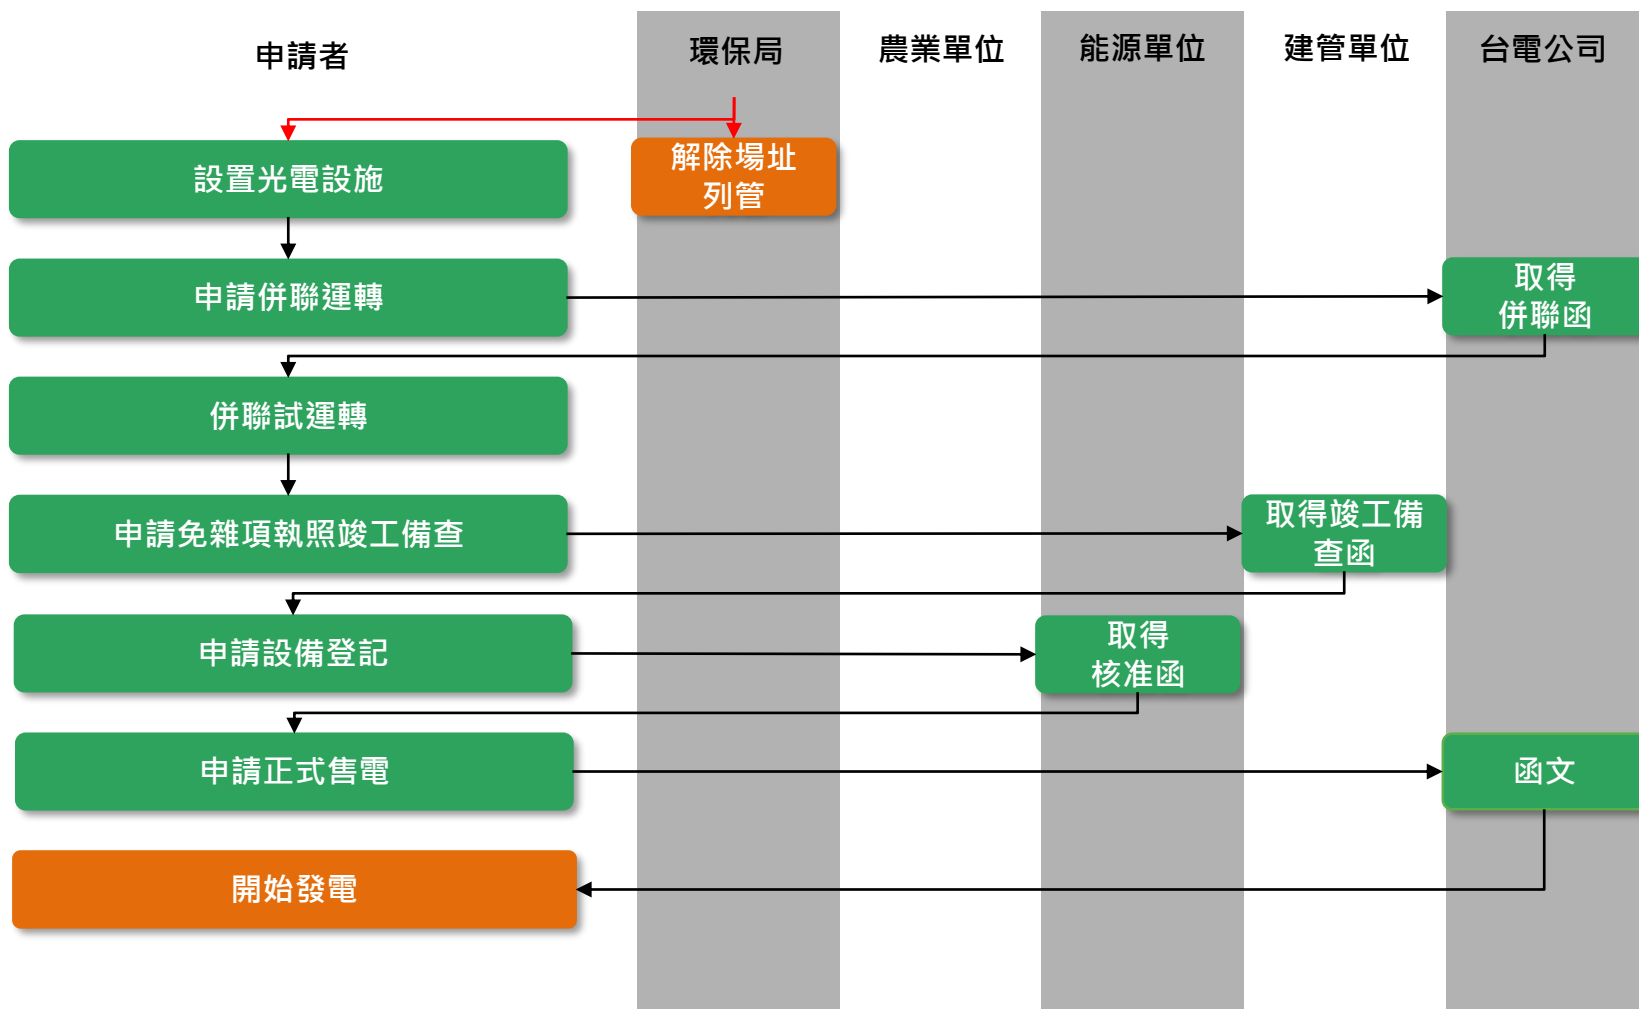 申請者
環保局
農業單位
能源單位
建管單位
台電公司
設置光電設施
解除場址
列管
申請併聯運轉
取得
併聯函
併聯試運轉
申請免雜項執照竣工備查
取得竣工備
查函
申請設備登記
取得
核准函
申請正式售電
函文
開始發電